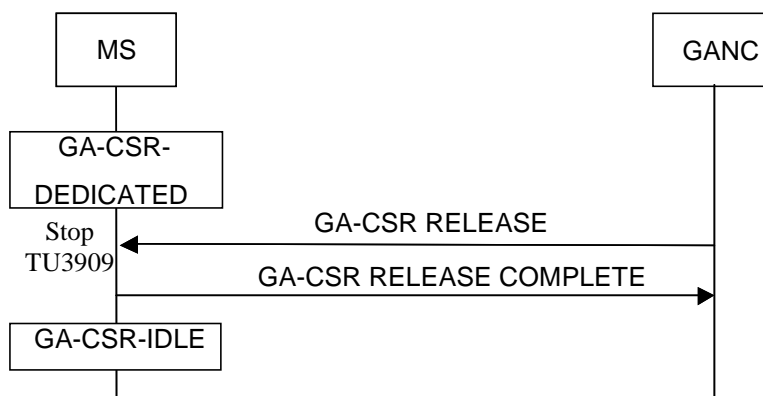 MS
GANC
GA-CSR-
DEDICATED
GA-CSR RELEASE
Stop
TU3909
GA-CSR RELEASE COMPLETE
GA-CSR-IDLE